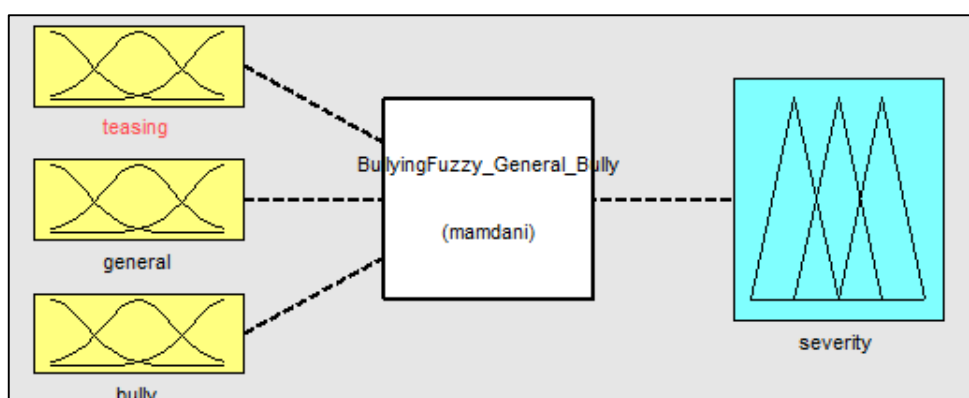 teasing
BullyingFuzzy_General_Bully
general
(mamdani)
bully
severity